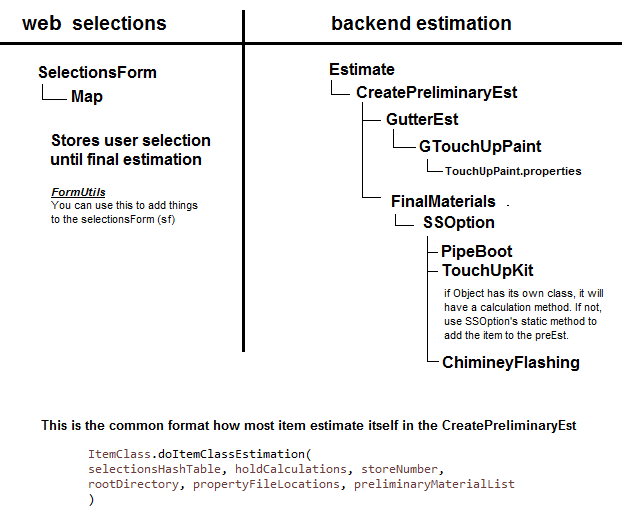 web selections
SelectionsForm
Map
Stores user selection
until final estimation
FormUtils
You can use this to add things
to the selectionsForm (sf)
backend estimation
Estimate
CreatePreliminaryEst
GutterEst
GTouchUpPaint
TouchUpPaint.properties
FinalMaterials .
SSOption
PipeBoot
TouchUpKit
if Object has its own class, it will
have a calculation method. If not,
use SSOption's static method to
add the item to the preEst.
ChimineyFlashing
This is the common format how most item estimate itself in the CreatePreliminaryEst
ItemClass.doItemClassEstimation(
selectionsHashTable, holdCalculations, storeNumber,
rootDirectory, propertyFileLocations, preliminaryMaterialList
)